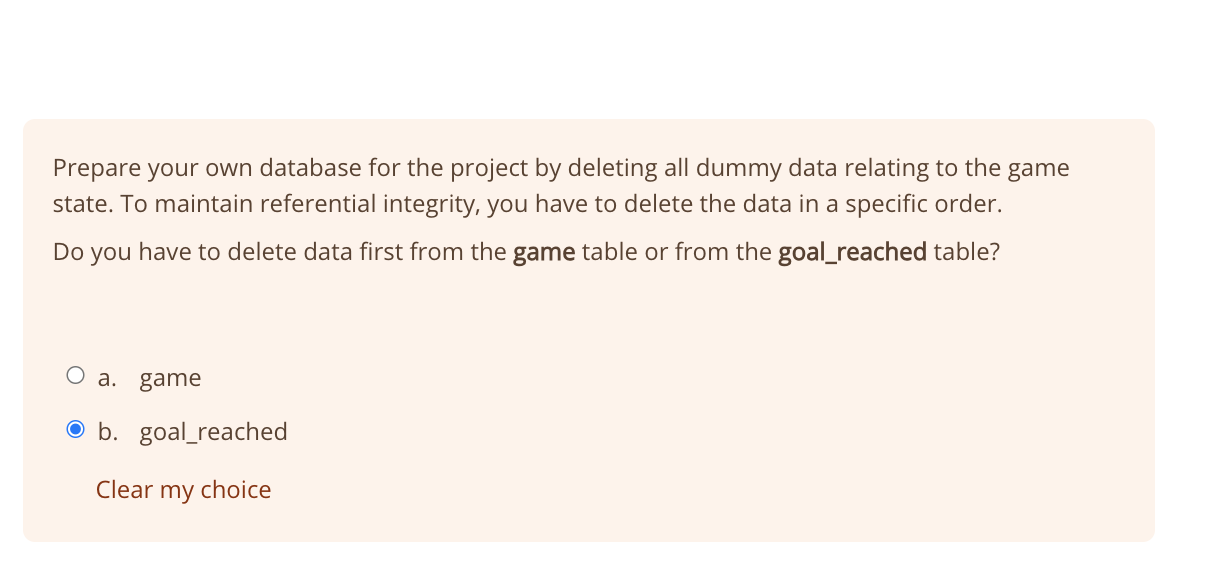 Prepare your own database for the project by deleting all dummy data relating to the game
state. To maintain referential integrity, you have to delete the data in a specific order.
Do you have to delete data first from the game table or from the goal_reached table?
a. game
b. goal_reached
Clear my choice